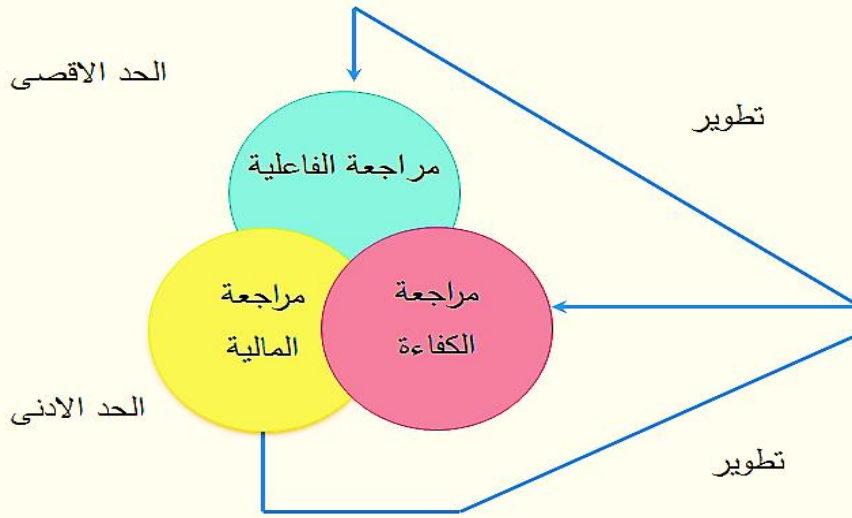 الحد الاقصى
تطوير
مراجعة الفاعلية
مراجعة
الكفاءة
مراجعة
المالية
الحد الادنى
تطوير